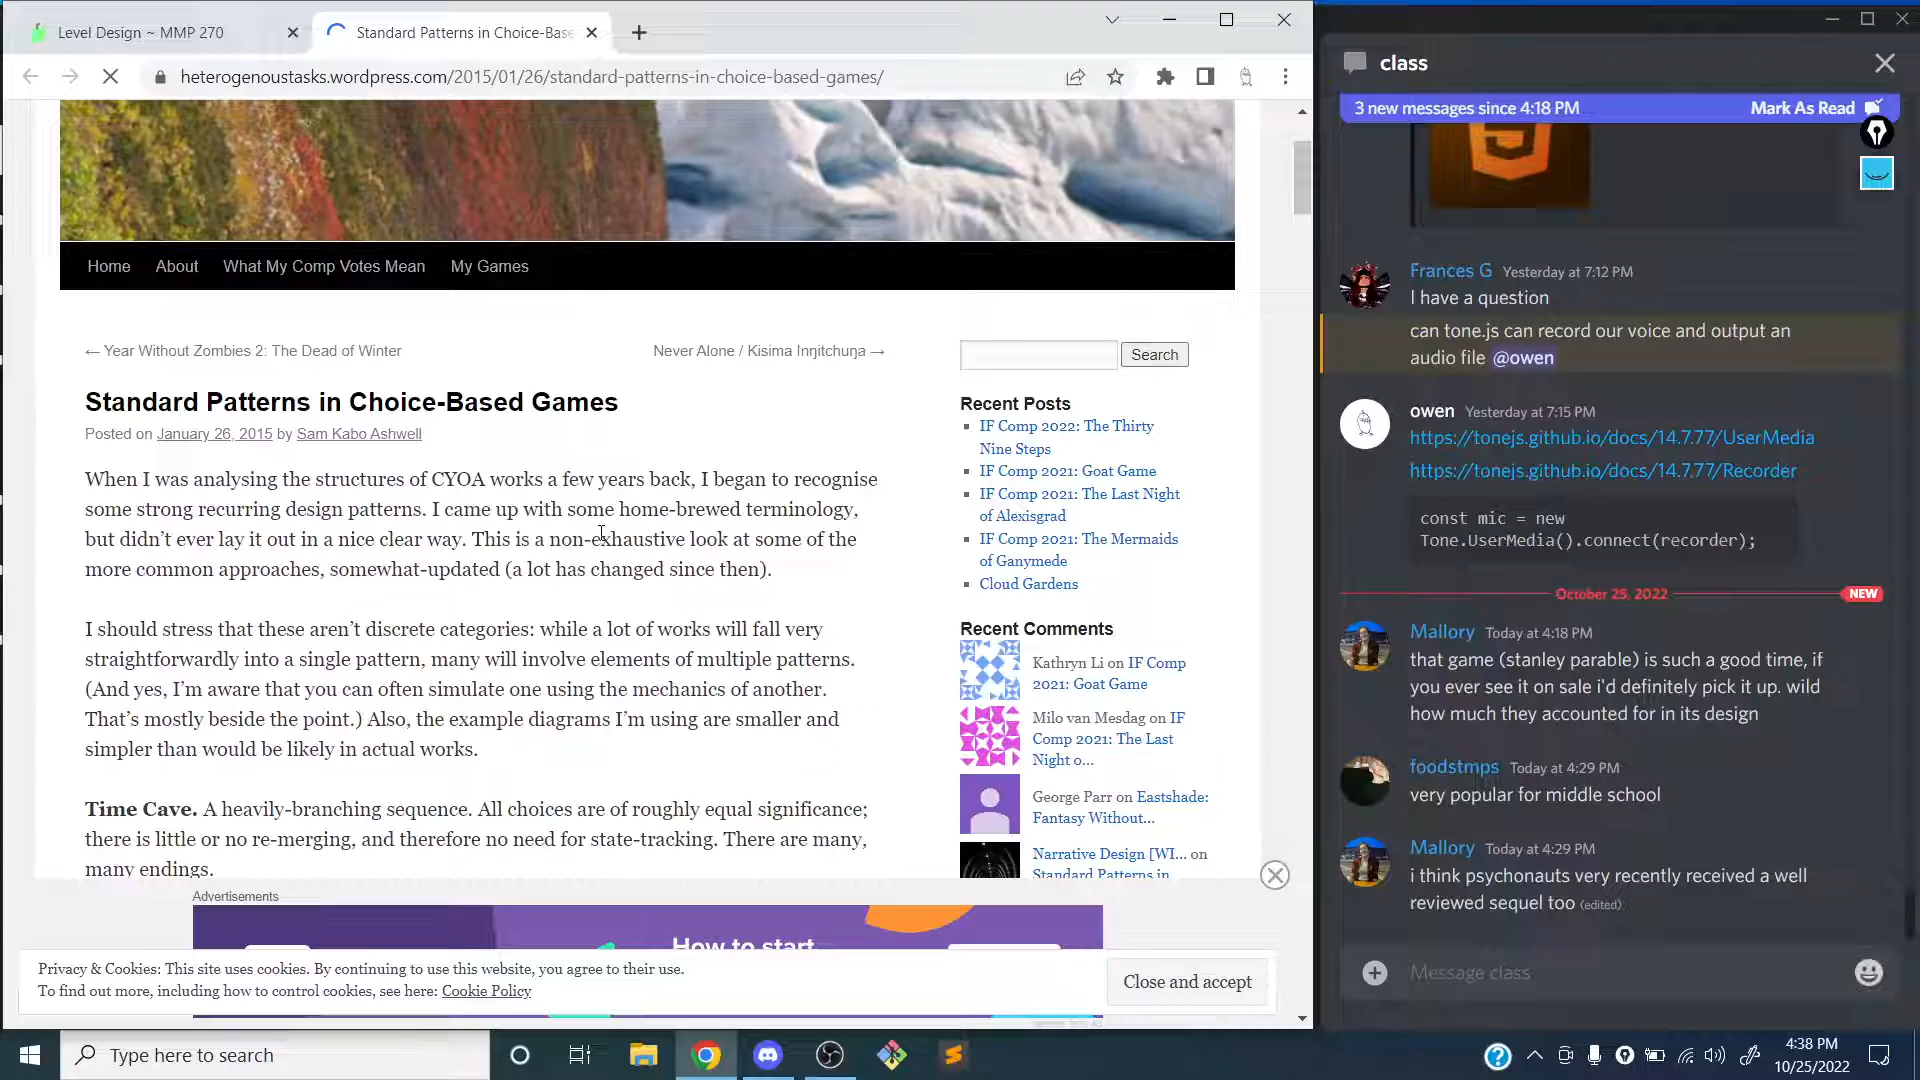 Level Design ~ MMP 270
Standard Patterns in Choice-Base
heterogenoustasks.wordpress.com/2015/01/26/standard-patterns-in-choice-based-games/
Home
About
What My Comp Votes Mean
My Games
← Year Without Zombies 2: The Dead of Winter
Never Alone / Kisima Inŋitchuŋa →
Standard Patterns in Choice-Based Games
Posted on January 26, 2015 by Sam Kabo Ashwell
When I was analysing the structures of CYOA works a few years back, I began to recognise
some strong recurring design patterns. I came up with some home-brewed terminology,
but didn’t ever lay it out in a nice clear way. This is a non-exhaustive look at some of the
more common approaches, somewhat-updated (a lot has changed since then).
I should stress that these aren’t discrete categories: while a lot of works will fall very
straightforwardly into a single pattern, many will involve elements of multiple patterns.
(And yes, I’m aware that you can often simulate one using the mechanics of another.
That’s mostly beside the point.) Also, the example diagrams I’m using are smaller and
simpler than would be likely in actual works.
Time Cave. A heavily-branching sequence. All choices are of roughly equal significance;
there is little or no re-merging, and therefore no need for state-tracking. There are many,
many endings.
Search
Recent Posts
IF Comp 2022: The Thirty
Nine Steps
IF Comp 2021: Goat Game
IF Comp 2021: The Last Night
of Alexisgrad
IF Comp 2021: The Mermaids
of Ganymede
Cloud Gardens
Recent Comments
Kathryn Li on IF Comp
2021: Goat Game
Milo van Mesdag on IF
Comp 2021: The Last
Night o...
George Parr on Eastshade:
Fantasy Without...
Narrative Design [WI... on
Standard Patterns in
Advertisements
How to start
Privacy & Cookies: This site uses cookies. By continuing to use this website, you agree to their use.
To find out more, including how to control cookies, see here: Cookie Policy
Close and accept
class
3 new messages since 4:18 PM
Mark As Read
Frances G Yesterday at 7:12 PM
I have a question
can tone.js can record our voice and output an
audio file @owen
owen Yesterday at 7:15 PM
https://tonejs.github.io/docs/14.7.77/UserMedia
https://tonejs.github.io/docs/14.7.77/Recorder
const mic = new
Tone.UserMedia().connect(recorder);
October 25, 2022
NEW
Mallory Today at 4:18 PM
that game (stanley parable) is such a good time, if
you ever see it on sale i'd definitely pick it up. wild
how much they accounted for in its design
foodstmps Today at 4:29 PM
very popular for middle school
Mallory Today at 4:29 PM
i think psychonauts very recently received a well
reviewed sequel too (edited)
Message class
Type here to search
4:38 PM
10/25/2022